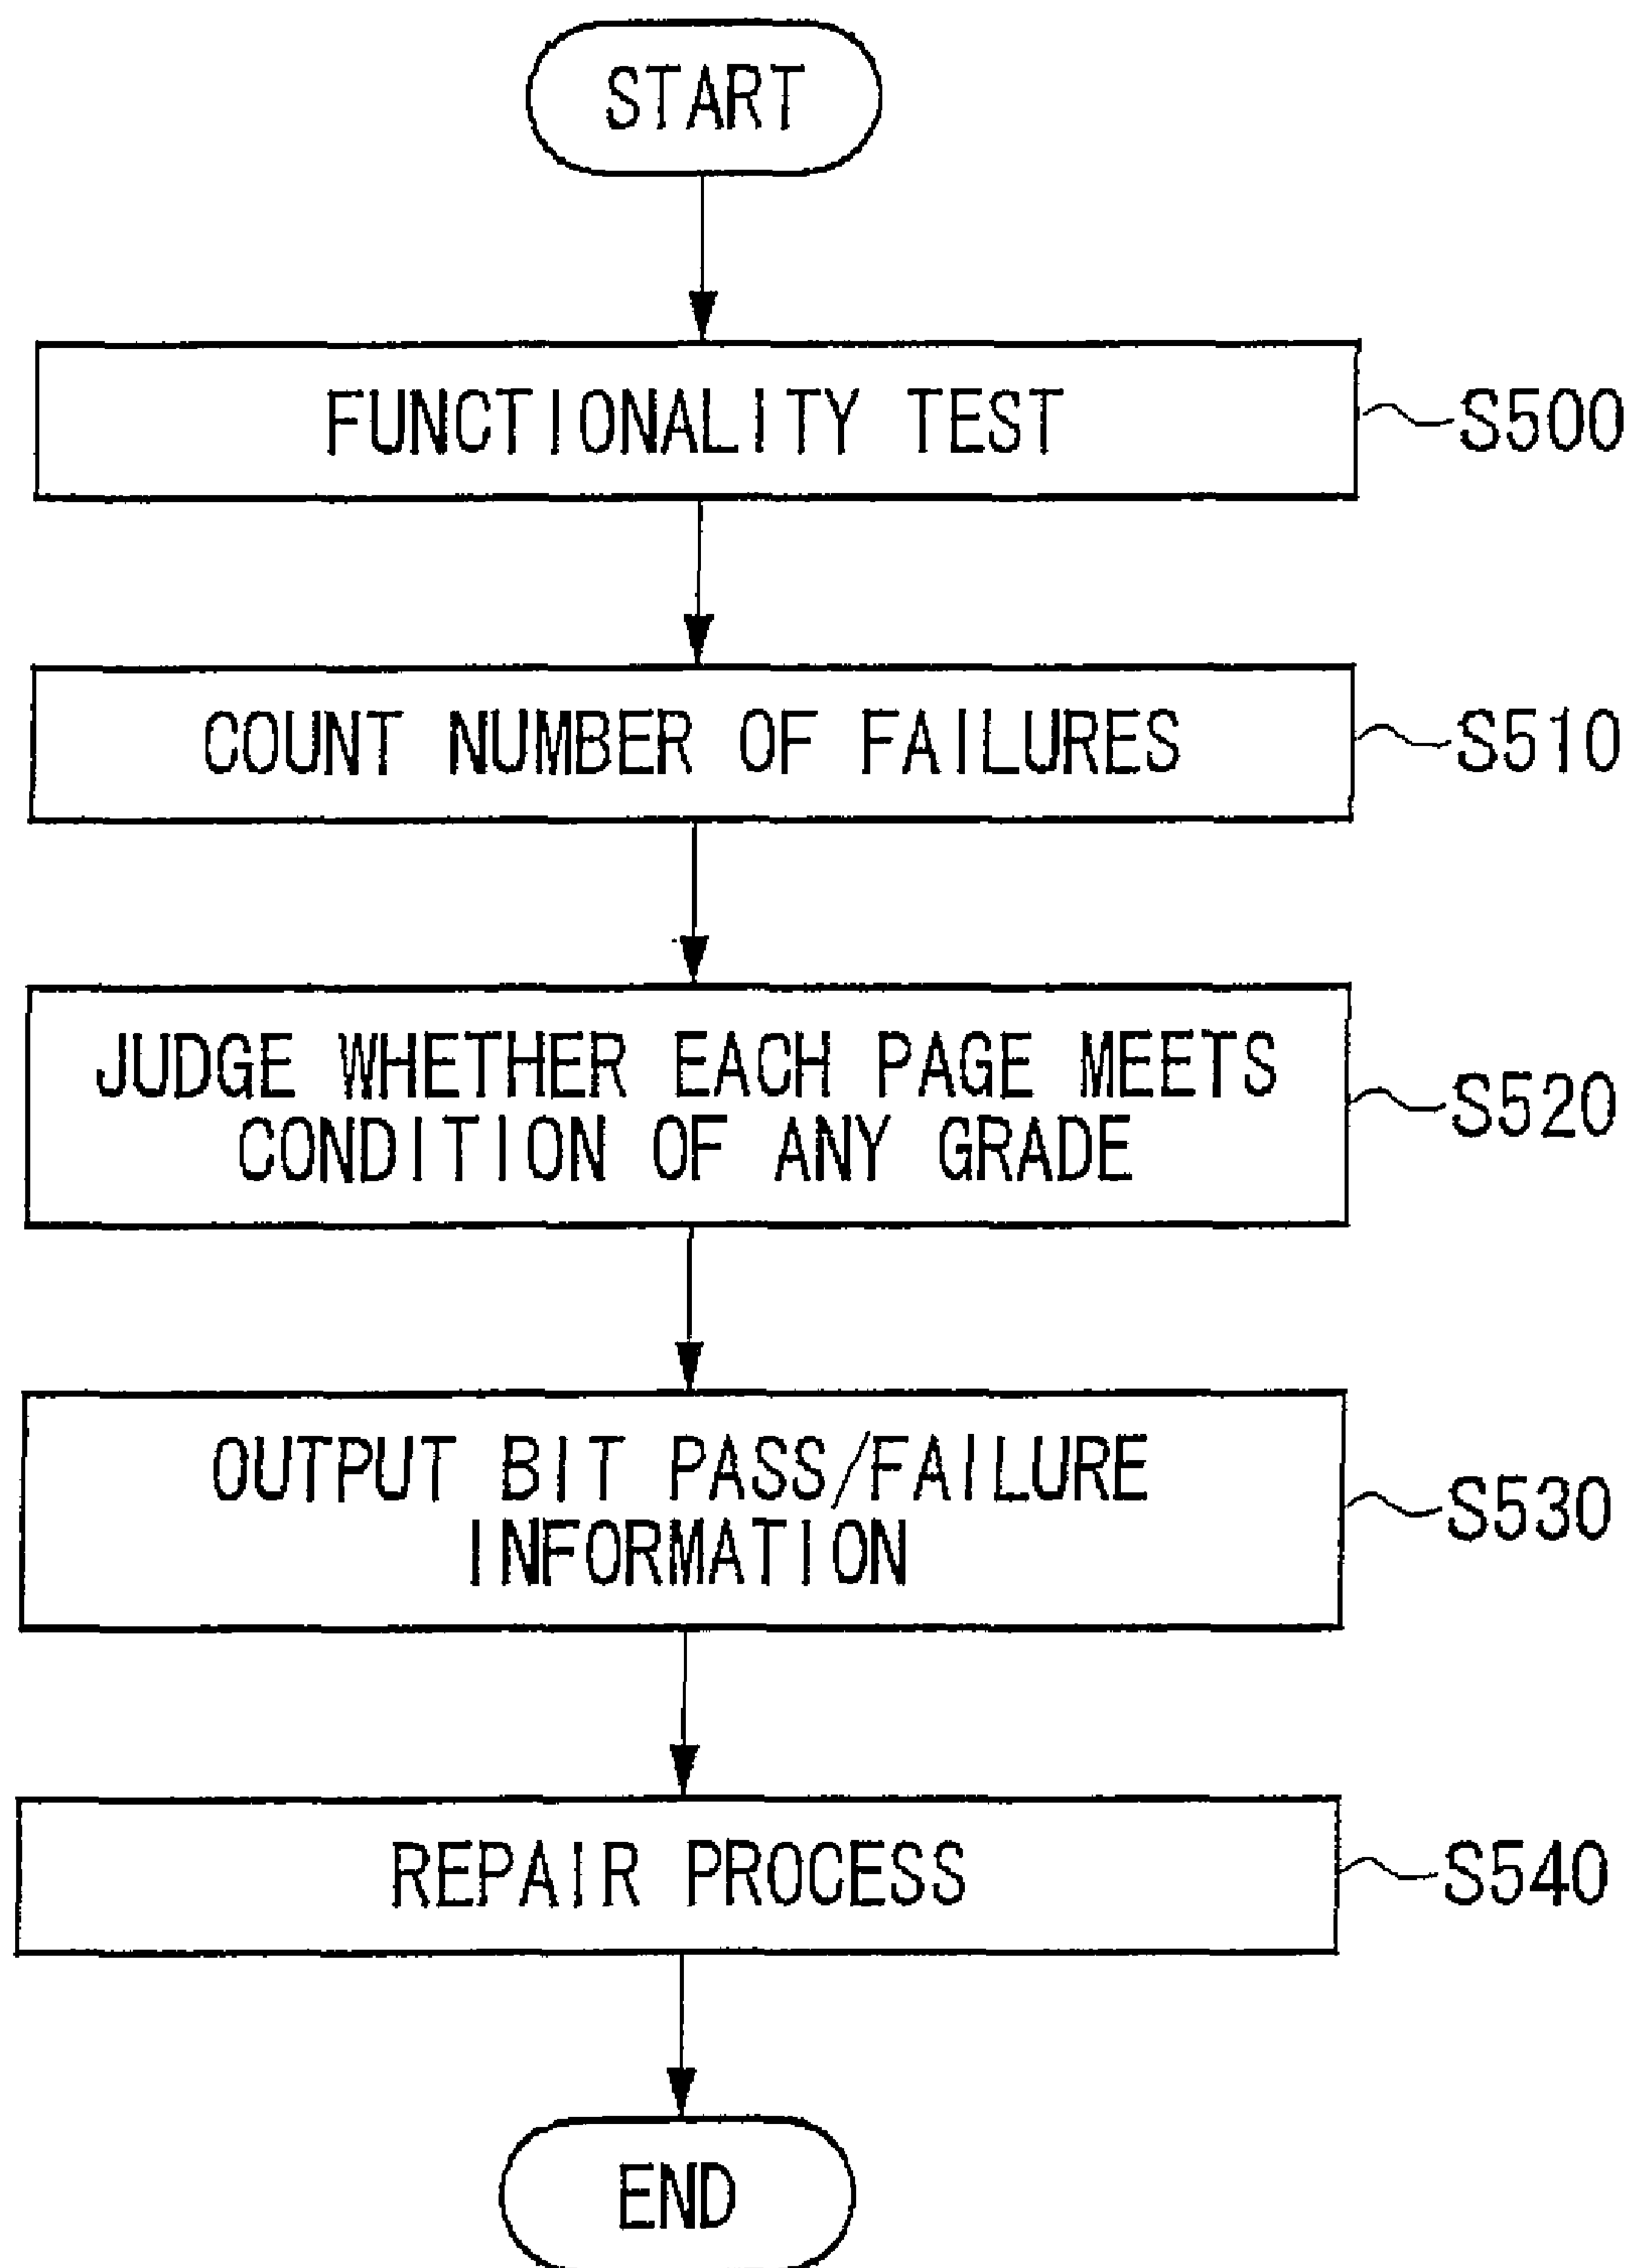 START
FUNCTIONALITY TEST
S500
COUNT NUMBER OF FAILURES
S510
JUDGE WHETHER EACH PAGE MEETS
CONDITION OF ANY GRADE
S520
OUTPUT BIT PASS/FAILURE
INFORMATION
S530
REPAIR PROCESS
S540
END